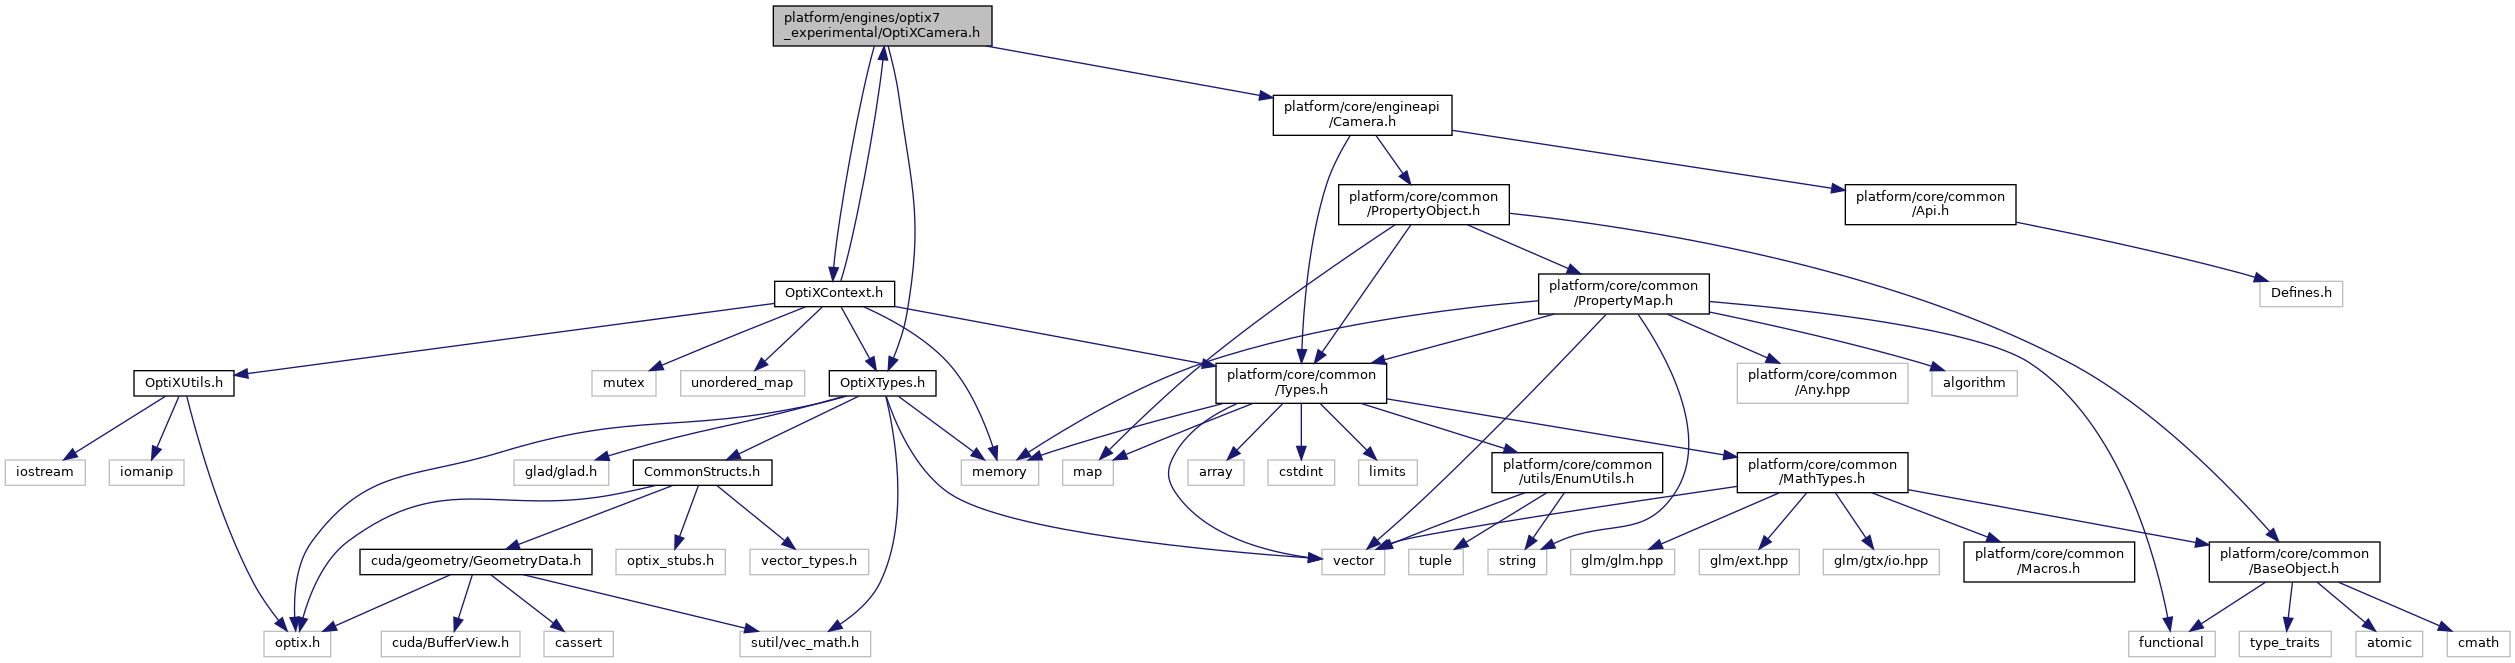 platform/engines/optix7
_experimental/OptiXCamera.h
platform/core/engineapi
/Camera.h
platform/core/common
/PropertyObject.h
platform/core/common
/Api.h
OptiXContext.h
platform/core/common
/PropertyMap.h
Defines.h
OptiXUtils.h
mutex
unordered_map
OptiXTypes.h
platform/core/common
/Types.h
platform/core/common
/Any.hpp
algorithm
iostream
iomanip
glad/glad.h
CommonStructs.h
memory
map
array
cstdint
limits
platform/core/common
/utils/EnumUtils.h
platform/core/common
/MathTypes.h
cuda/geometry/GeometryData.h
optix_stubs.h
vector_types.h
vector
tuple
string
glm/glm.hpp
glm/ext.hpp
glm/gtx/io.hpp
platform/core/common
/Macros.h
platform/core/common
/BaseObject.h
optix.h
cuda/BufferView.h
cassert
sutil/vec_math.h
functional
type_traits
atomic
cmath